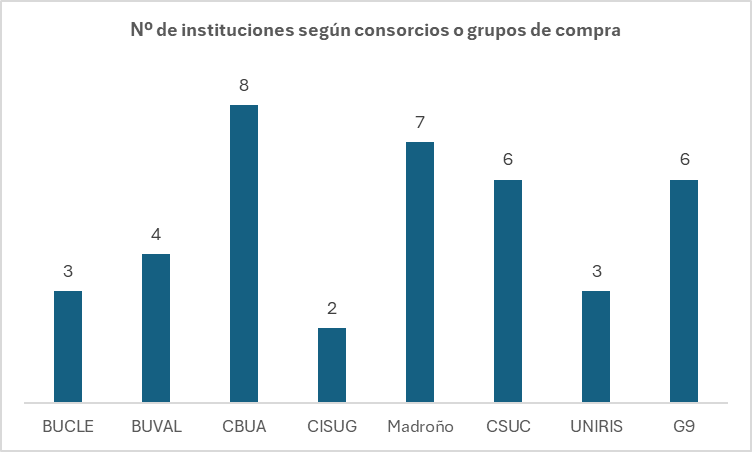 Nº de instituciones según consorcios o grupos de compra
3
4
8
2
7
6
3
6
BUCLE
BUVAL
CBUA
CISUG
Madroño
CSUC
UNIRIS
G9